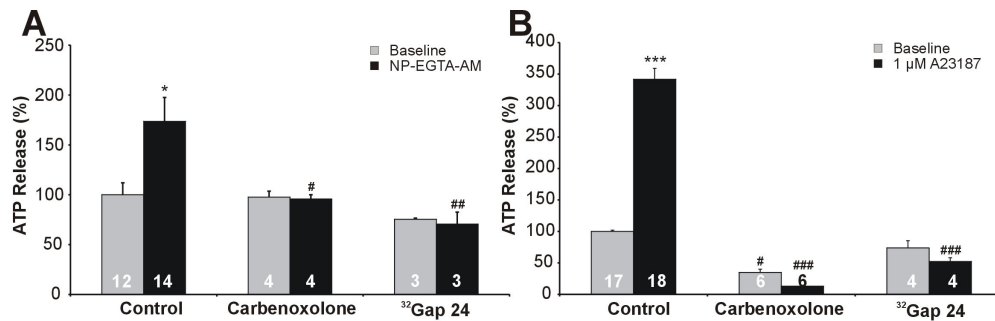 A
ATP Release (%)
250
200
150
100
50
0
Baseline
NP-EGTA-AM
*
#
##
12
14
4
4
3
3
Control
Carbenoxolone
³²Gap 24
B
ATP Release (%)
400
350
300
250
200
150
100
50
0
Baseline
1 µM A23187
***
#
###
###
17
18
6
6
4
4
Control
Carbenoxolone
³²Gap 24